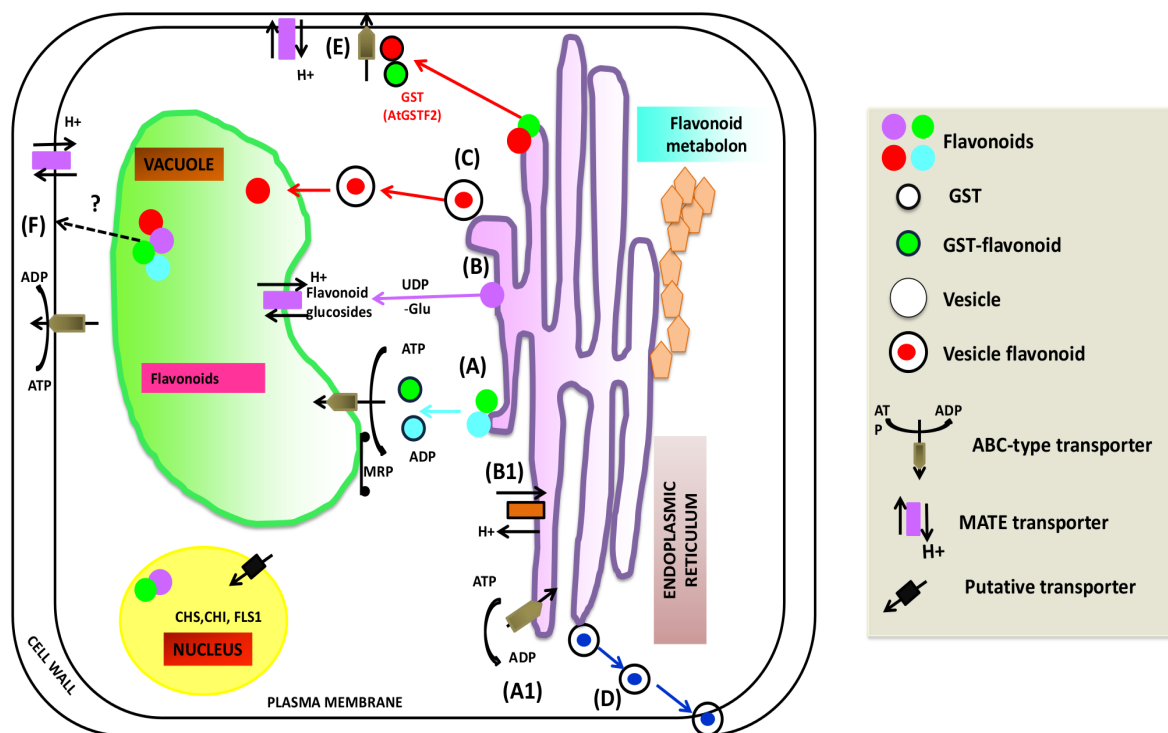 (E)
H+
GST
(AtGSTF2)
Flavonoid
metabolon
H+
VACUOLE
(C)
?
(F)
(B)
H+
Flavonoid
glucosides
UDP
-Glu
ADP
ATP
Flavonoids
ATP
(A)
ADP
MRP
(B1)
H+
ENDOPLASMIC
RETICULUM
ATP
ADP
(A1)
(D)
CHS,CHI, FLS1
NUCLEUS
CELL WALL
PLASMA MEMBRANE
Flavonoids
GST
GST-flavonoid
Vesicle
Vesicle flavonoid
AT
P
ADP
ABC-type transporter
MATE transporter
H+
Putative transporter